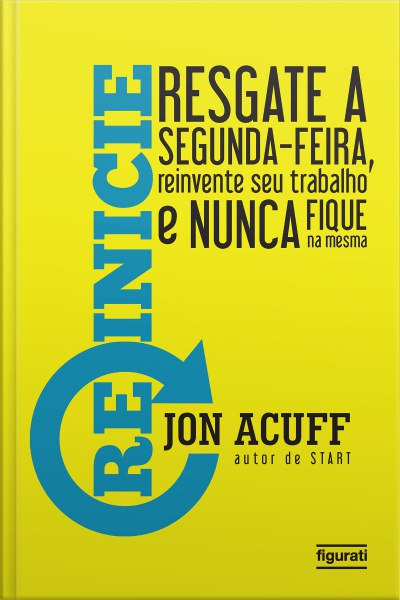 REINICIE
RESGATE A
SEGUNDA-FEIRA,
reinvente seu trabalho
e NUNCA FIQUE
na mesma
JON ACUFF
autor de START
figurati